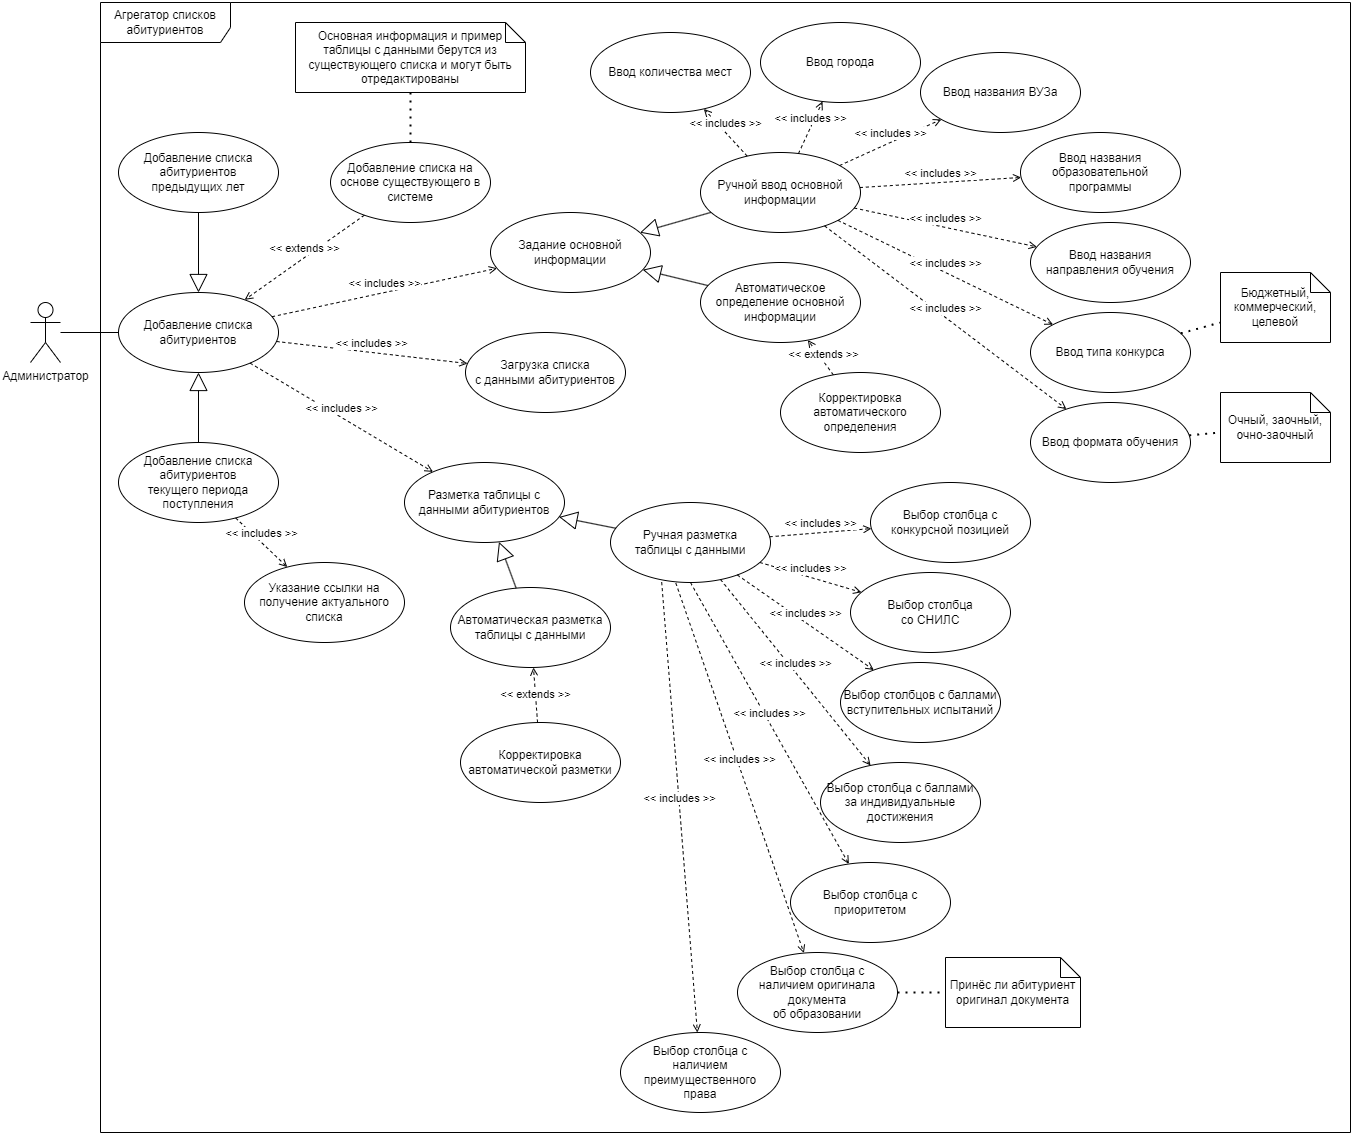 Агрегатор списков
абитуриентов
Основная информация и пример
таблицы с данными берутся из
существующего списка и могут быть
отредактированы
Ввод количества мест
Ввод города
Ввод названия ВУЗа
<< includes >>
<< includes >>
<< includes >>
Добавление списка
абитуриентов
предыдущих лет
Добавление списка на
основе существующего в
системе
Ручной ввод основной
информации
<< includes >>
Ввод названия
образовательной
программы
<< extends >>
Задание основной
информации
<< includes >>
Ввод названия
направления обучения
<< includes >>
Автоматическое
определение основной
информации
<< includes >>
Бюджетный,
коммерческий,
целевой
Администратор
Добавление списка
абитуриентов
<< includes >>
<< includes >>
<< extends >>
Ввод типа конкурса
Загрузка списка
с данными абитуриентов
<< includes >>
Корректировка
автоматического
определения
Ввод формата обучения
Очный, заочный,
очно-заочный
Добавление списка
абитуриентов
текущего периода
поступления
Разметка таблицы с
данными абитуриентов
<< includes >>
Ручная разметка
таблицы с данными
<< includes >>
Выбор столбца с
конкурсной позицией
Указание ссылки на
получение актуального
списка
Автоматическая разметка
таблицы с данными
<< includes >>
Выбор столбца
со СНИЛС
<< includes >>
<< includes >>
Выбор столбцов с баллами
вступительных испытаний
<< extends >>
<< includes >>
<< includes >>
Корректировка
автоматической разметки
<< includes >>
Выбор столбца с баллами
за индивидуальные
достижения
Выбор столбца с
приоритетом
Выбор столбца с
наличием оригинала
документа
об образовании
Принёс ли абитуриент
оригинал документа
Выбор столбца с
наличием
преимущественного
права